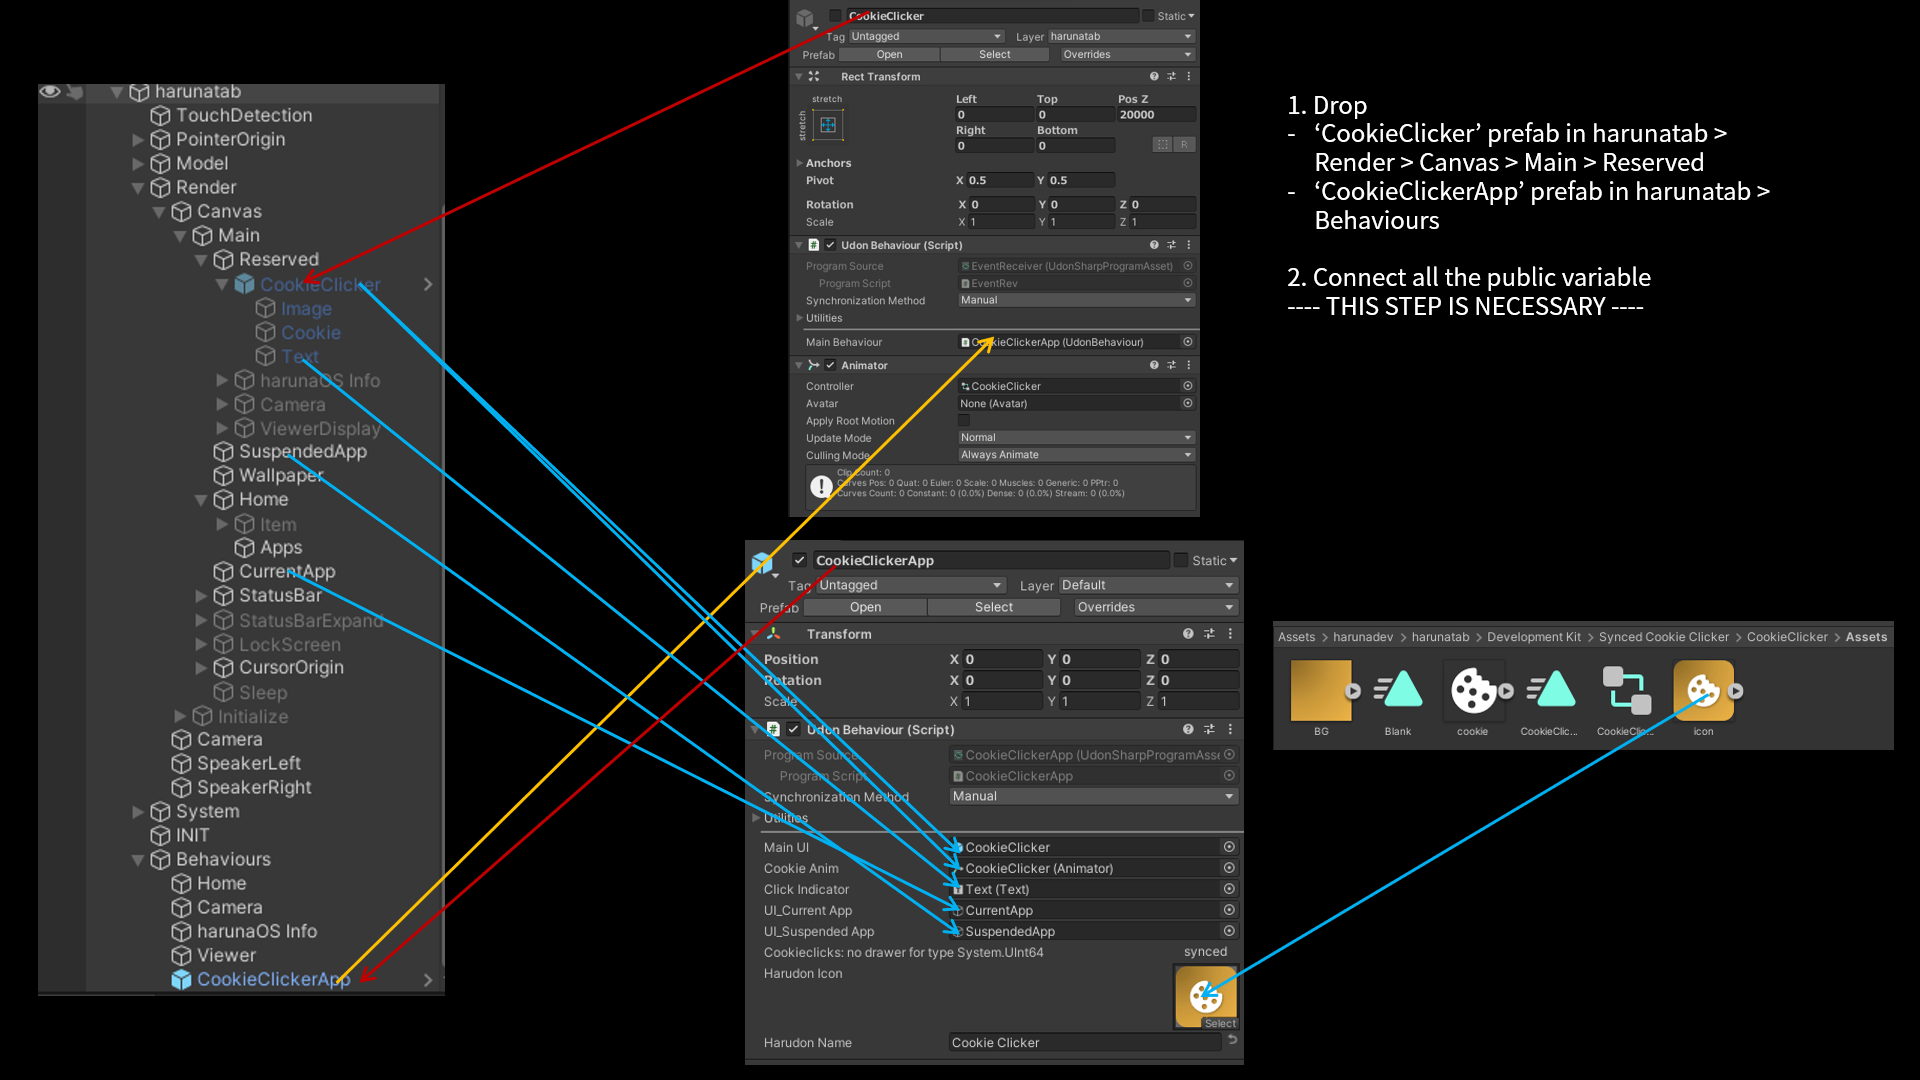 harunatab
TouchDetection
PointerOrigin
Model
Render
Canvas
Main
Reserved
CookieClicker
Image
Cookie
Text
harunaOS Info
Camera
ViewerDisplay
SuspendedApp
Wallpaper
Home
Item
Apps
CurrentApp
StatusBar
StatusBarExpand
LockScreen
CursorOrigin
Sleep
Initialize
Camera
SpeakerLeft
SpeakerRight
System
INIT
Behaviours
Home
Camera
harunaOS Info
Viewer
CookieClickerApp
CookieClicker Static
Tag Untagged Layer harunatab
Prefab Open Select Overrides
Rect Transform
stretch
stretch
Left Top Pos Z
0 0 20000
Right Bottom
0 0 R
Anchors
Pivot X 0.5 Y 0.5
Rotation X 0 Y 0 Z 0
Scale X 1 Y 1 Z 1
Udon Behaviour (Script)
Program Source EventReceiver (UdonSharpProgramAsset)
Program Script EventRev
Synchronization Method Manual
Utilities
Main Behaviour CookieClickerApp (UdonBehaviour)
Animator
Controller CookieClicker
Avatar None (Avatar)
Apply Root Motion
Update Mode Normal
Culling Mode Always Animate
Clip Count: 0
Curves Pos: 0 Quat: 0 Euler: 0 Scale: 0 Muscles: 0 Generic: 0 PPtr: 0
Curves Count: 0 Constant: 0 (0.0%) Dense: 0 (0.0%) Stream: 0 (0.0%)
CookieClickerApp Static
Tag Untagged Layer Default
Prefab Open Select Overrides
Transform
Position X 0 Y 0 Z 0
Rotation X 0 Y 0 Z 0
Scale X 1 Y 1 Z 1
Udon Behaviour (Script)
Program Source CookieClickerApp (UdonSharpProgramAsse
Program Script CookieClickerApp
Synchronization Method Manual
Utilities
Main UI CookieClicker
Cookie Anim CookieClicker (Animator)
Click Indicator Text (Text)
UI_Current App CurrentApp
UI_Suspended App SuspendedApp
Cookieclicks: no drawer for type System.UInt64 synced
Harudon Icon
Select
Harudon Name Cookie Clicker
1. Drop
- ‘CookieClicker’ prefab in harunatab >
Render > Canvas > Main > Reserved
- ‘CookieClickerApp’ prefab in harunatab >
Behaviours
2. Connect all the public variable
---- THIS STEP IS NECESSARY ----
Assets > harunadev > harunatab > Development Kit > Synced Cookie Clicker > CookieClicker > Assets
BG Blank cookie CookieClic... CookieClic... icon